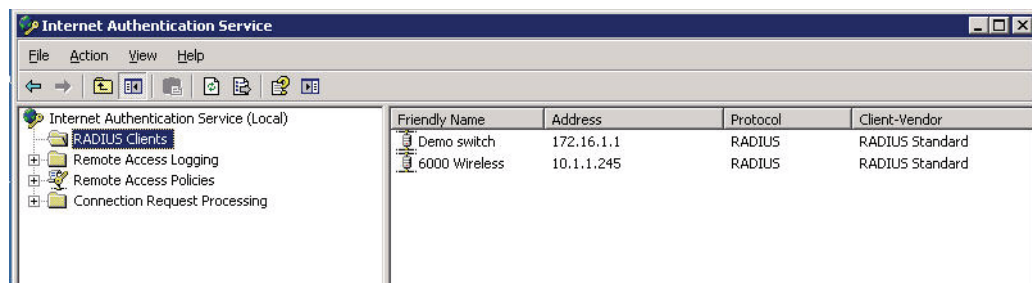 Internet Authentication Service
File Action View Help
Internet Authentication Service (Local)
RADIUS Clients
Remote Access Logging
Remote Access Policies
Connection Request Processing
Friendly Name Address Protocol Client-Vendor
Demo switch 172.16.1.1 RADIUS RADIUS Standard
6000 Wireless 10.1.1.245 RADIUS RADIUS Standard